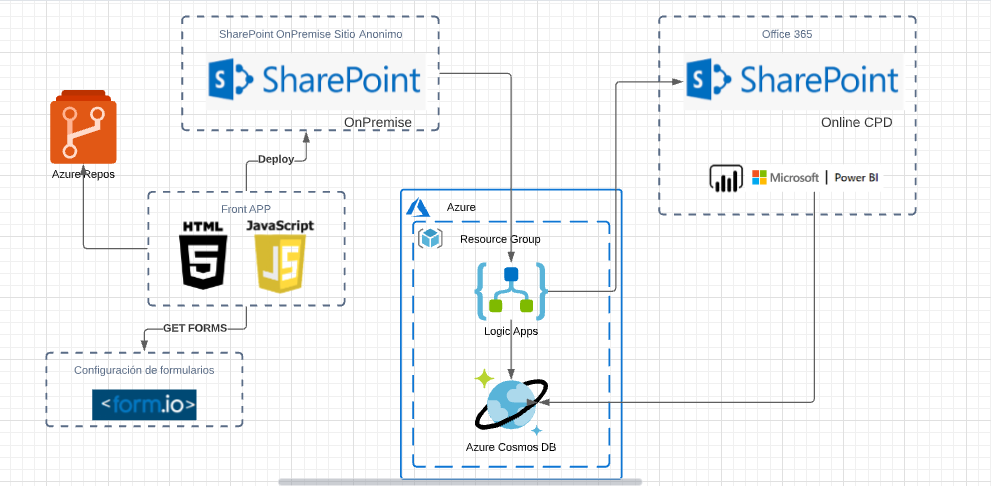 SharePoint OnPremise Sitio Anonimo
S SharePoint
OnPremise
Office 365
S SharePoint
Online CPD
Microsoft | Power BI
Azure Repos
Deploy
Front APP
HTML
5
JavaScript
JS
GET FORMS
Configuración de formularios
<form.io>
Azure
Resource Group
Logic Apps
Azure Cosmos DB